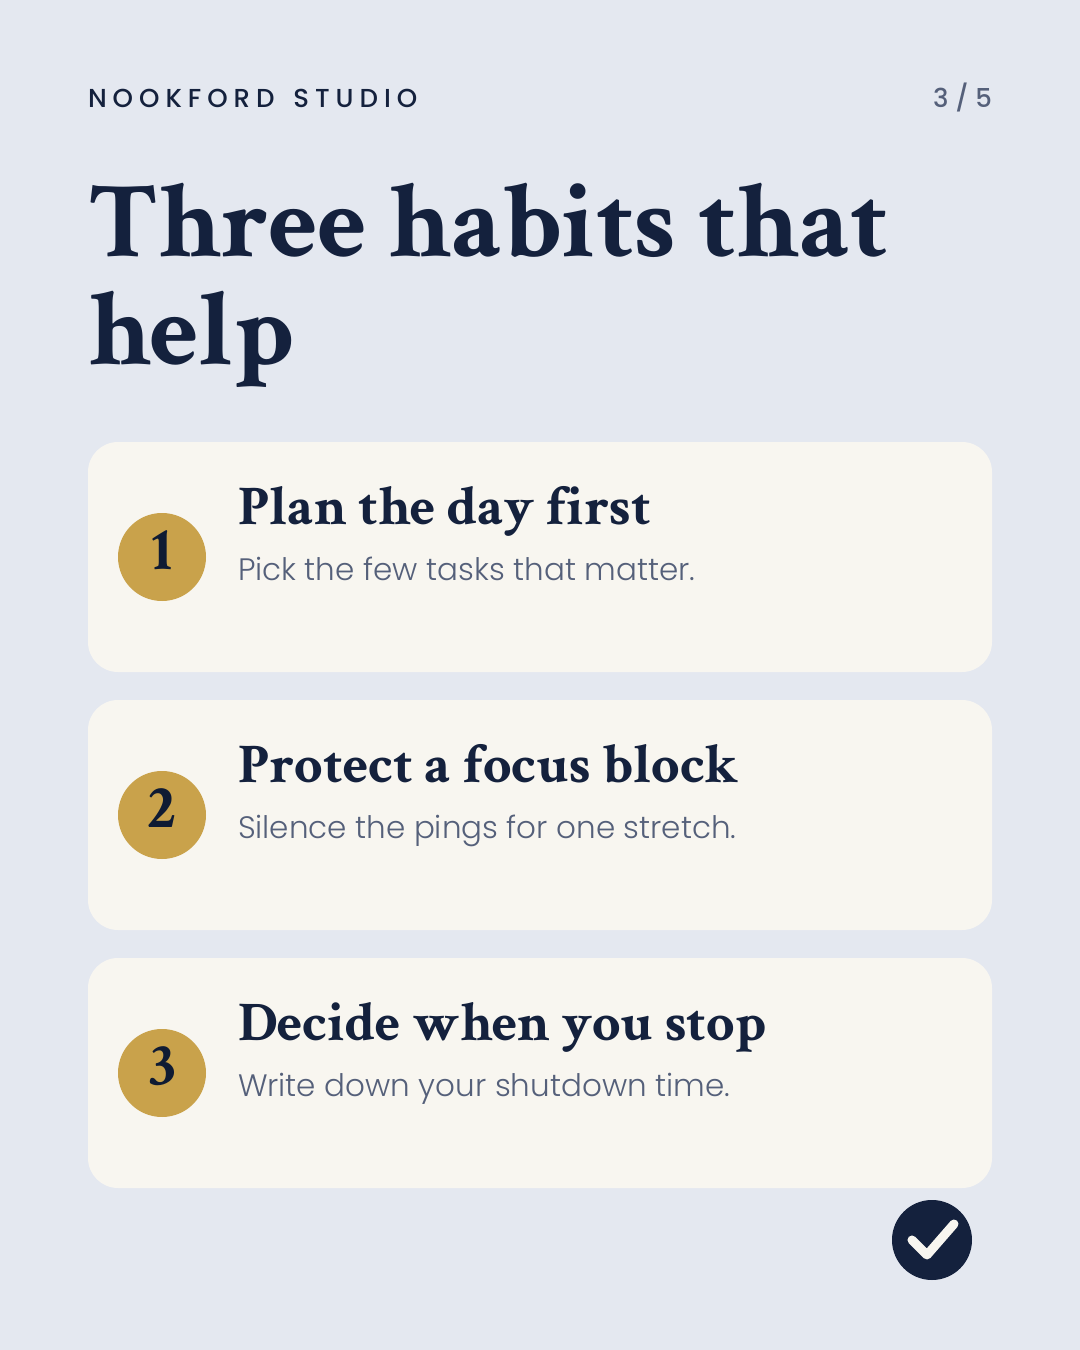 NOOKFORD STUDIO
3 / 5
Three habits that
help
1
Plan the day first
Pick the few tasks that matter.
2
Protect a focus block
Silence the pings for one stretch.
3
Decide when you stop
Write down your shutdown time.